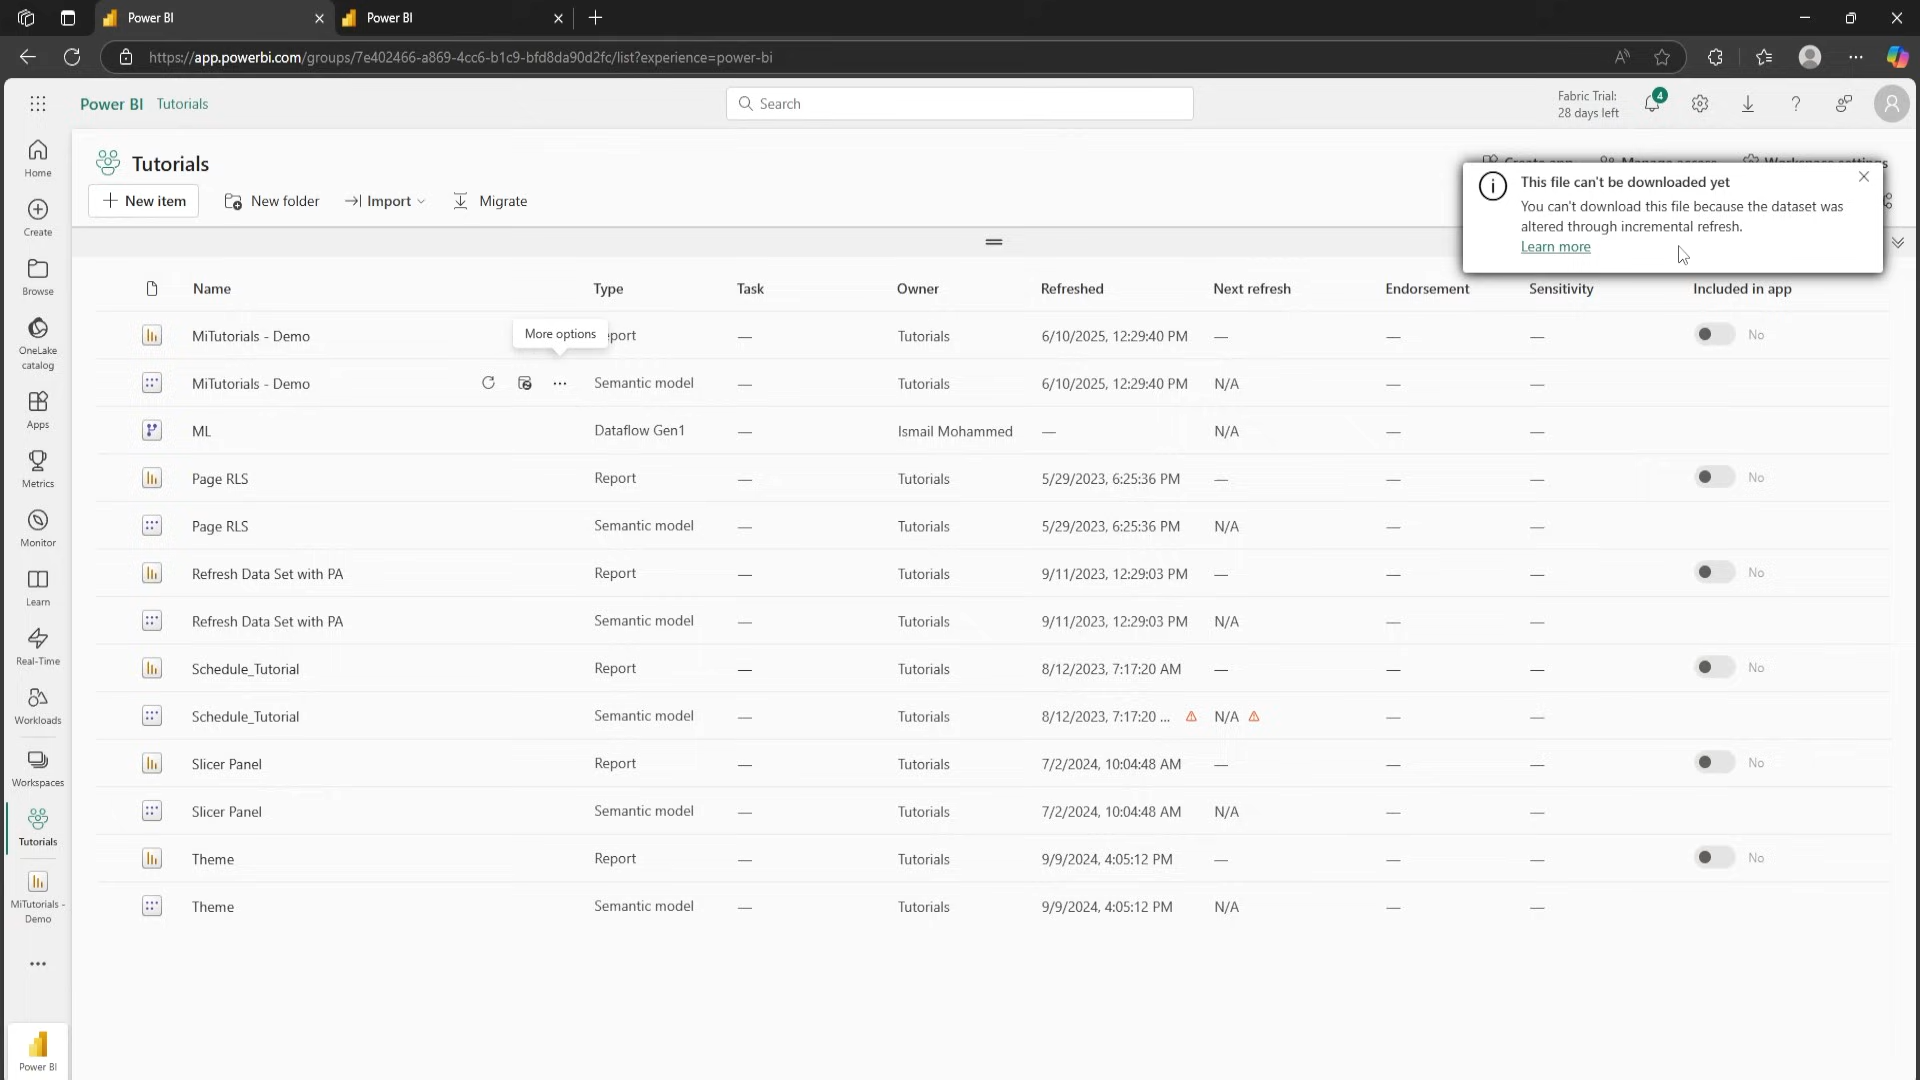 Power BI
Power BI
https://app.powerbi.com/groups/7e402466-a869-4cc6-b1c9-bfd8da90d2fc/list?experience=power-bi
Power BI Tutorials
Search
Fabric Trial:
28 days left
4
Home
Create
Browse
OneLake
catalog
Apps
Metrics
Monitor
Learn
Real-Time
Workloads
Workspaces
Tutorials
MiTutorials -
Demo
Power BI
Tutorials
Create app Manage access Workspace settings
New item New folder Import Migrate
This file can't be downloaded yet
You can't download this file because the dataset was
altered through incremental refresh.
Learn more
Name Type Task Owner Refreshed Next refresh Endorsement Sensitivity Included in app
More options
MiTutorials - Demo port — Tutorials 6/10/2025, 12:29:40 PM — — — No
MiTutorials - Demo Semantic model — Tutorials 6/10/2025, 12:29:40 PM N/A — —
ML Dataflow Gen1 — Ismail Mohammed — N/A — —
Page RLS Report — Tutorials 5/29/2023, 6:25:36 PM — — — No
Page RLS Semantic model — Tutorials 5/29/2023, 6:25:36 PM N/A — —
Refresh Data Set with PA Report — Tutorials 9/11/2023, 12:29:03 PM — — — No
Refresh Data Set with PA Semantic model — Tutorials 9/11/2023, 12:29:03 PM N/A — —
Schedule_Tutorial Report — Tutorials 8/12/2023, 7:17:20 AM — — — No
Schedule_Tutorial Semantic model — Tutorials 8/12/2023, 7:17:20 ... N/A — —
Slicer Panel Report — Tutorials 7/2/2024, 10:04:48 AM — — — No
Slicer Panel Semantic model — Tutorials 7/2/2024, 10:04:48 AM N/A — —
Theme Report — Tutorials 9/9/2024, 4:05:12 PM — — — No
Theme Semantic model — Tutorials 9/9/2024, 4:05:12 PM N/A — —